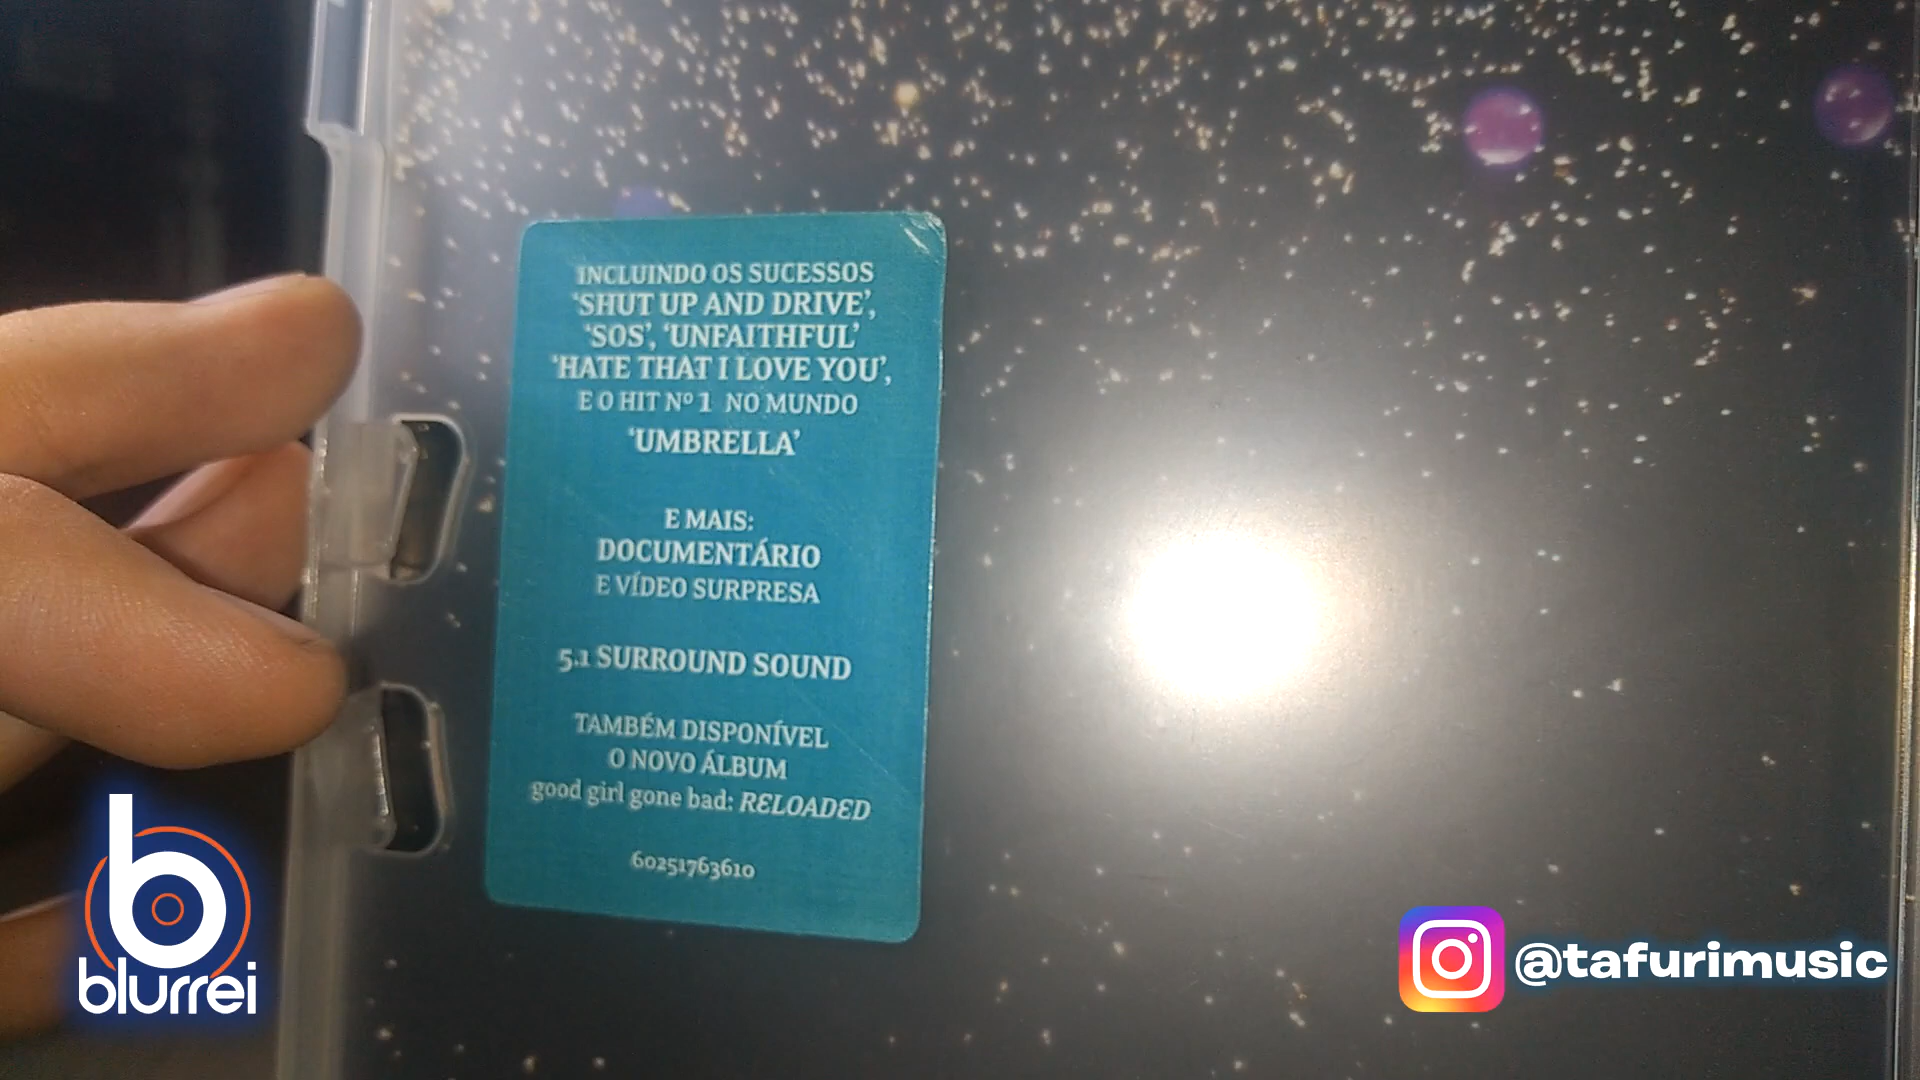 INCLUINDO OS SUCESSOS
'SHUT UP AND DRIVE',
'SOS', 'UNFAITHFUL'
'HATE THAT I LOVE YOU',
E O HIT Nº 1 NO MUNDO
'UMBRELLA'
E MAIS:
DOCUMENTÁRIO
E VÍDEO SURPRESA
5.1 SURROUND SOUND
TAMBÉM DISPONÍVEL
O NOVO ÁLBUM
good girl gone bad: RELOADED
60251763610
blurrei
@tafurimusic